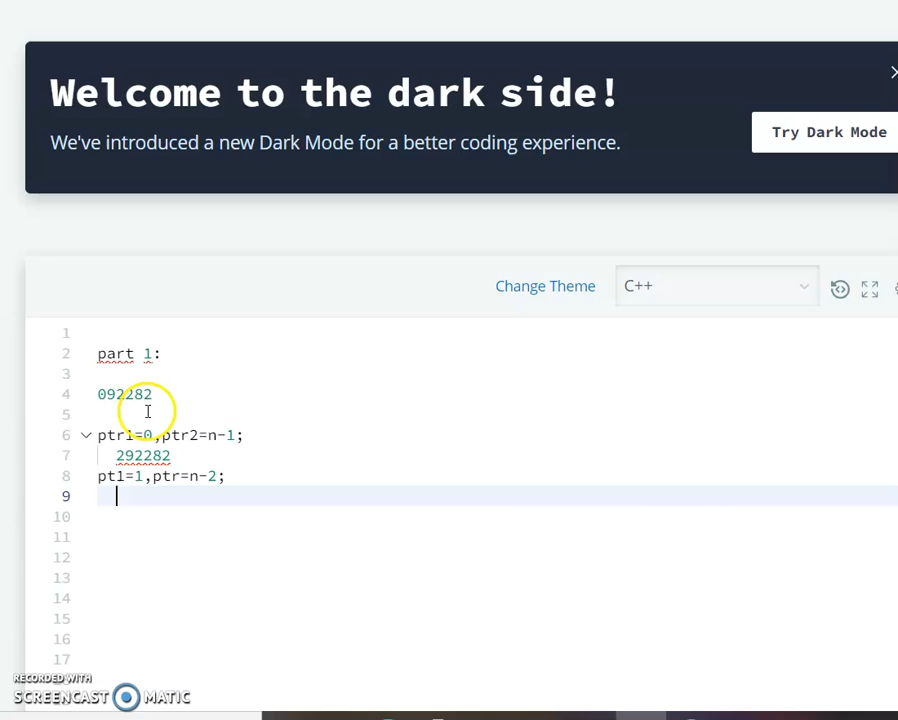 Welcome to the dark side!
We've introduced a new Dark Mode for a better coding experience.
Try Dark Mode
Change Theme
C++
1
2 part 1:
3
4 092282
5
6 ptr1=0,ptr2=n-1;
7 292282
8 pt1=1,ptr=n-2;
9
10
11
12
13
14
15
16
17
RECORDED WITH
SCREENCAST MATIC